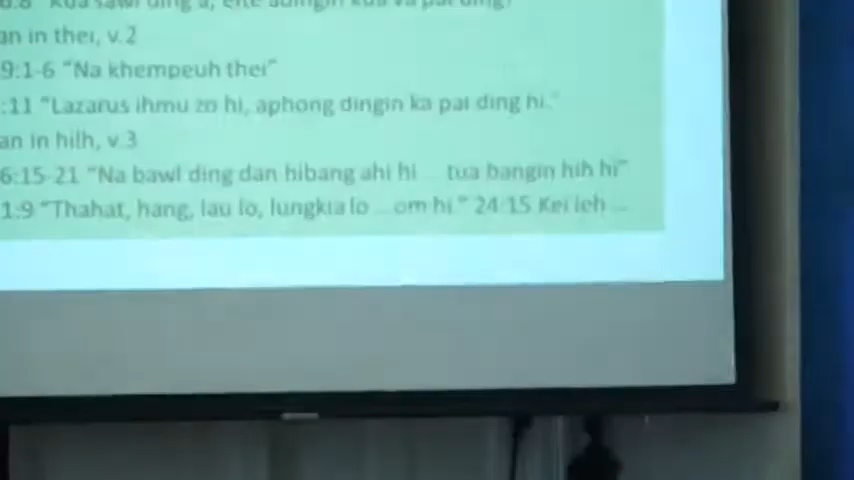 an in thei, v.2
9:1-6 "Na khempeuh thei"
:11 "Lazarus ihmu zo hi, aphong dingin ka pai ding hi."
an in hilh, v.3
6:15-21 "Na bawl ding dan hibang ahi hi ... tua bangin hih hi"
1:9 "Thahat, hang, lau lo, lungkia lo ... om hi." 24:15 Kei leh ...